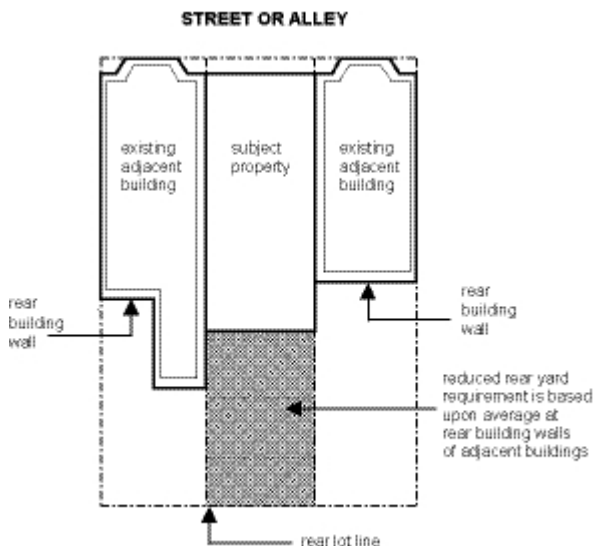 STREET OR ALLEY
existing
adjacent
building
subject
property
existing
adjacent
building
rear
building
wall
rear
building
wall
reduced rear yard
requirement is based
upon average at
rear building walls
of adjacent buildings
rear lot line